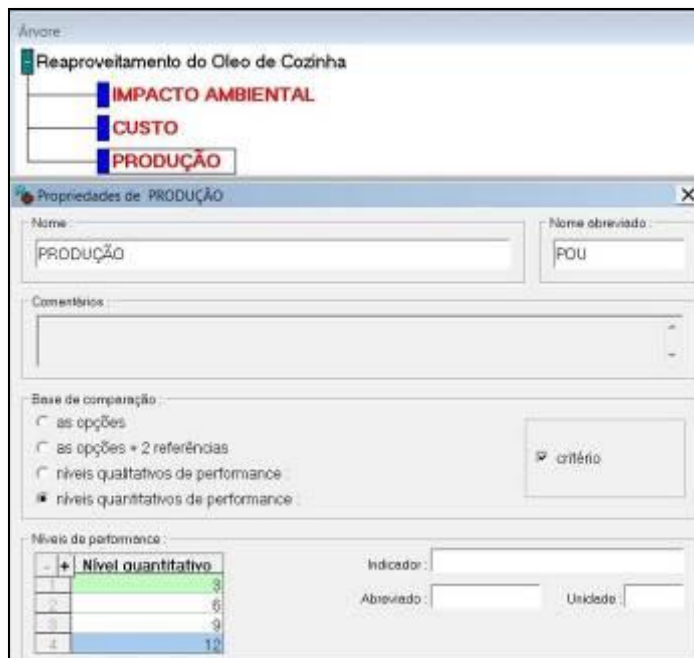 Árvore
Reaproveitamento do Oleo de Cozinha
IMPACTO AMBIENTAL
CUSTO
PRODUÇÃO
Propriedades de PRODUÇÃO
Nome :
Nome abreviado :
PRODUÇÃO
POU
Comentários :
Base de comparação :
as opções
as opções + 2 referências
níveis qualitativos de performance :
níveis quantitativos de performance :
critério
Níveis de performance :
- + Nível quantitativo
Indicador :
1 3
Abreviado :
Unidade :
2 6
3 9
4 12